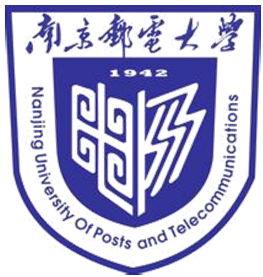 南京郵電大學
1942
Nanjing University Of Posts and Telecommunications